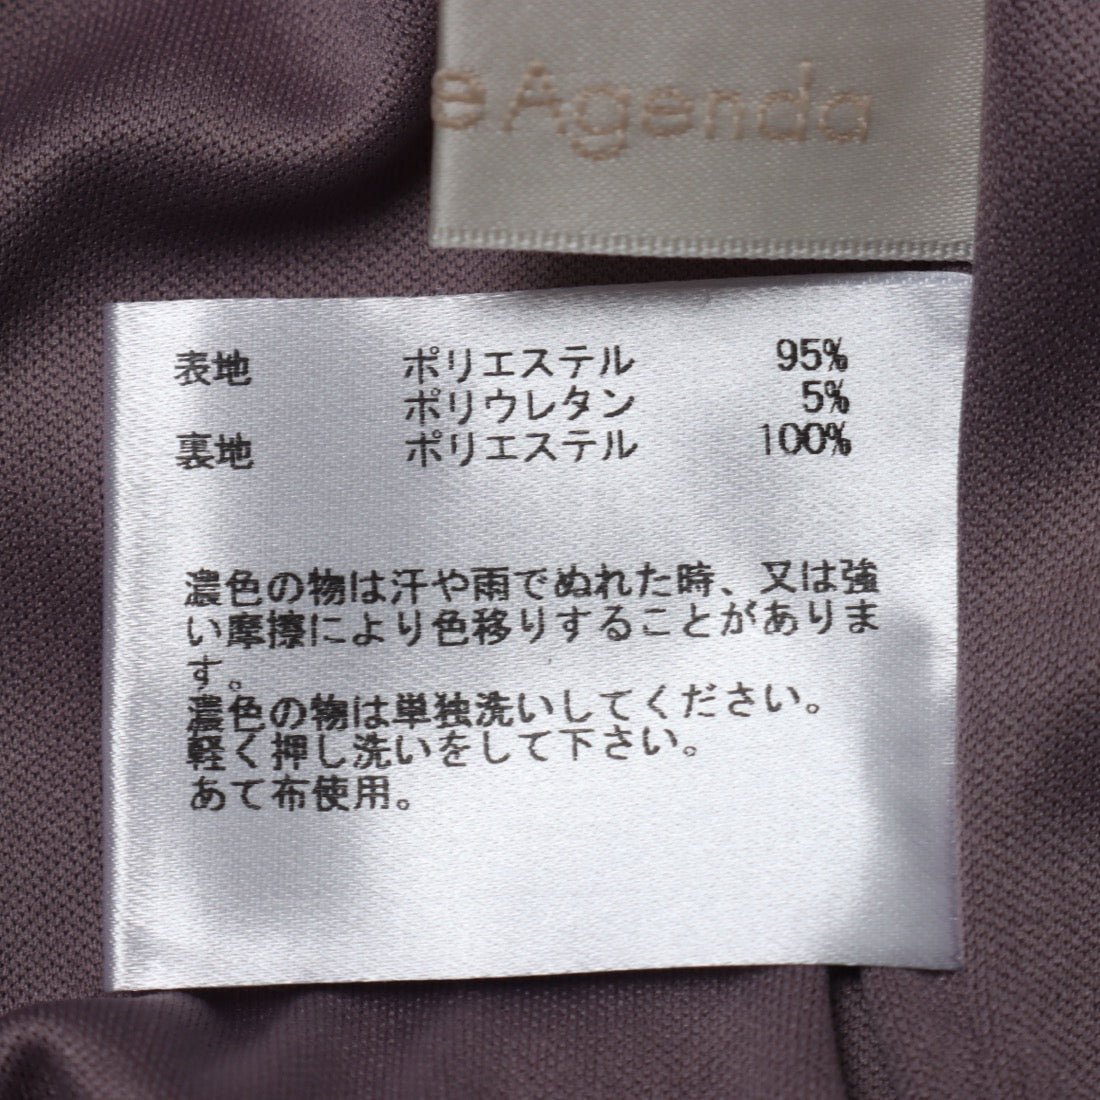 e Agenda
表地 ポリエステル 95%
ポリウレタン 5%
裏地 ポリエステル 100%
濃色の物は汗や雨でぬれた時、又は強
い摩擦により色移りすることがありま
す。
濃色の物は単独洗いしてください。
軽く押し洗いをして下さい。
あて布使用。